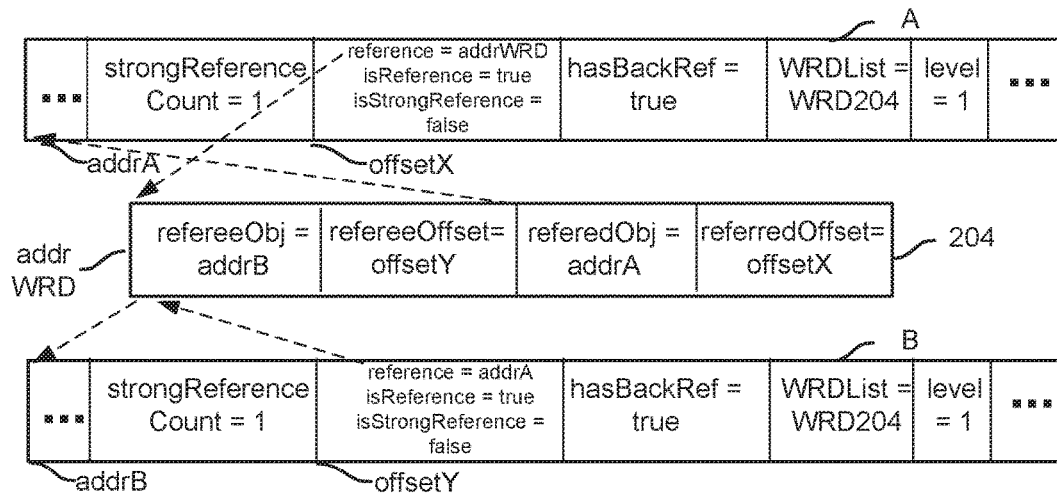 A
... strongReference Count = 1
reference = addrWRD
isReference = true
isStrongReference = false
hasBackRef = true
WRDList = WRD204
level = 1 ...
addrA
offsetX
addr WRD
refereeObj = addrB
refereeOffset= offsetY
referedObj = addrA
referredOffset= offsetX
204
B
... strongReference Count = 1
reference = addrA
isReference = true
isStrongReference = false
hasBackRef = true
WRDList = WRD204
level = 1 ...
addrB
offsetY